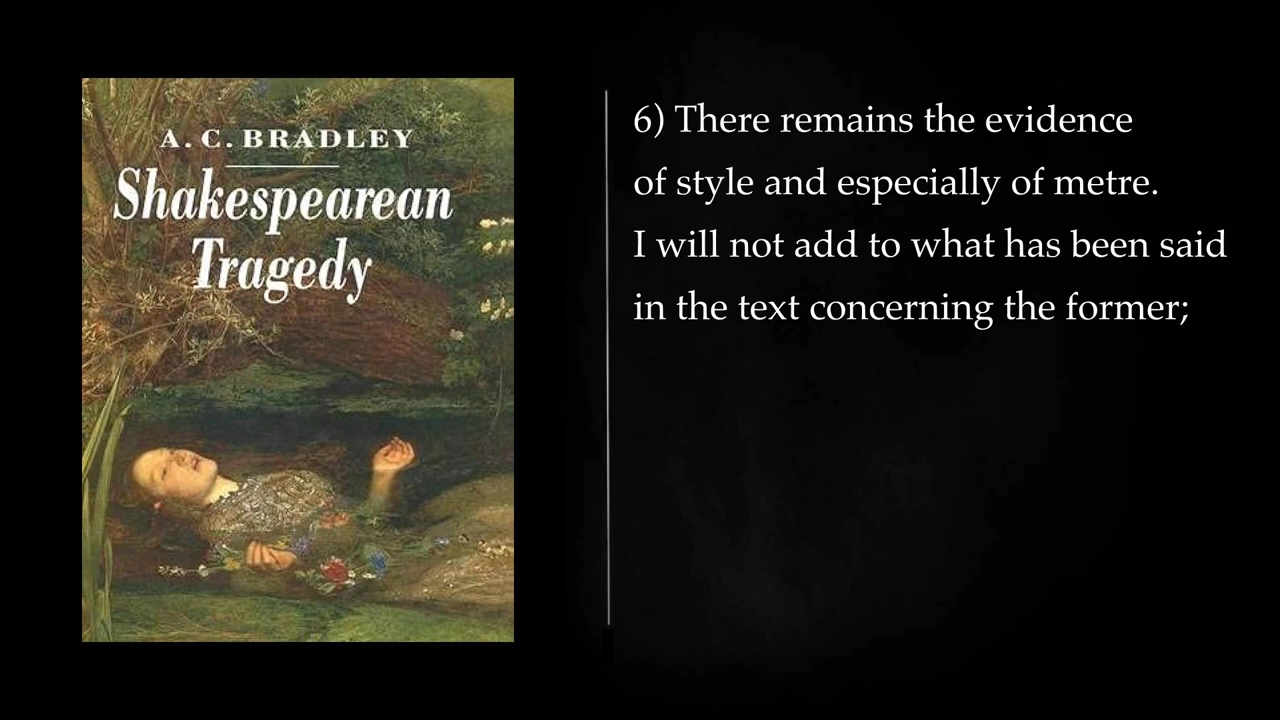 A. C. BRADLEY
Shakespearean
Tragedy
6) There remains the evidence
of style and especially of metre.
I will not add to what has been said
in the text concerning the former;